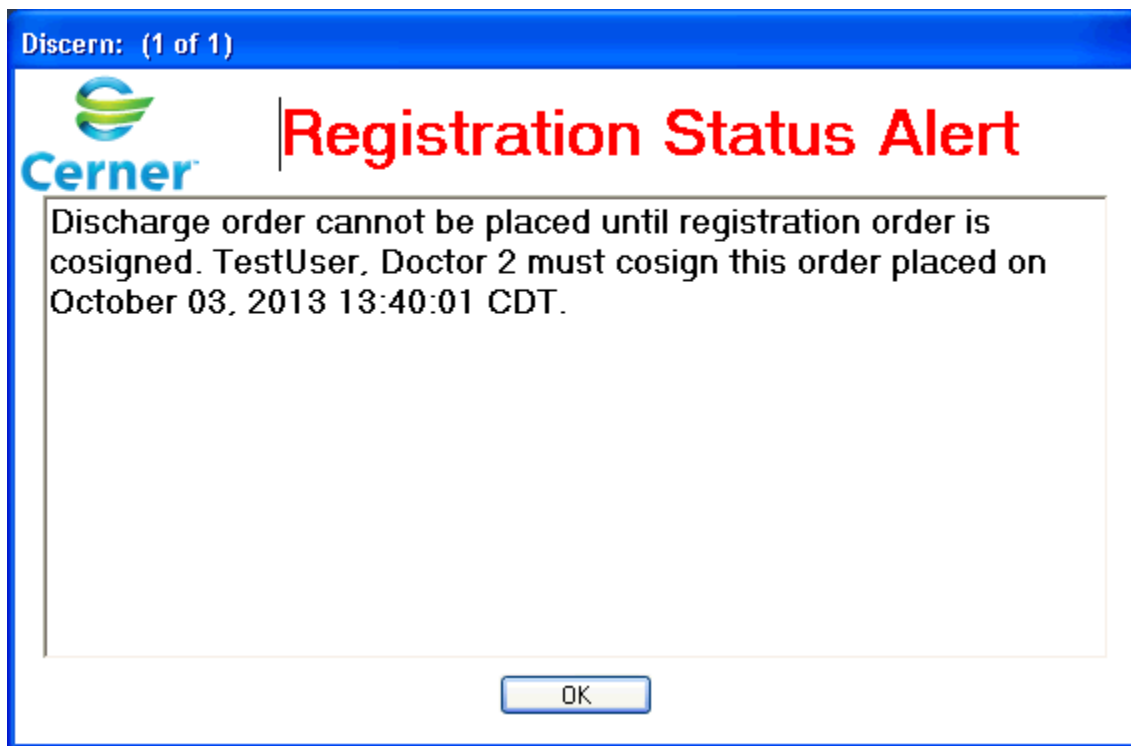 Discern: (1 of 1)
Cerner™
Registration Status Alert
Discharge order cannot be placed until registration order is
cosigned. TestUser, Doctor 2 must cosign this order placed on
October 03, 2013 13:40:01 CDT.
OK